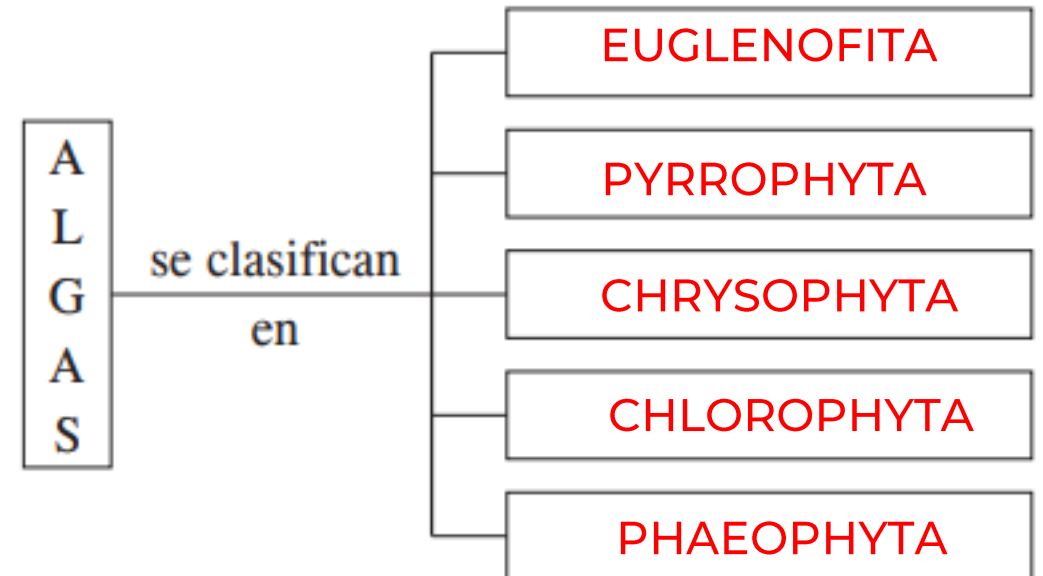 A
L
G
A
S
se clasifican
en
EUGLENOFITA
PYRROPHYTA
CHRYSOPHYTA
CHLOROPHYTA
PHAEOPHYTA